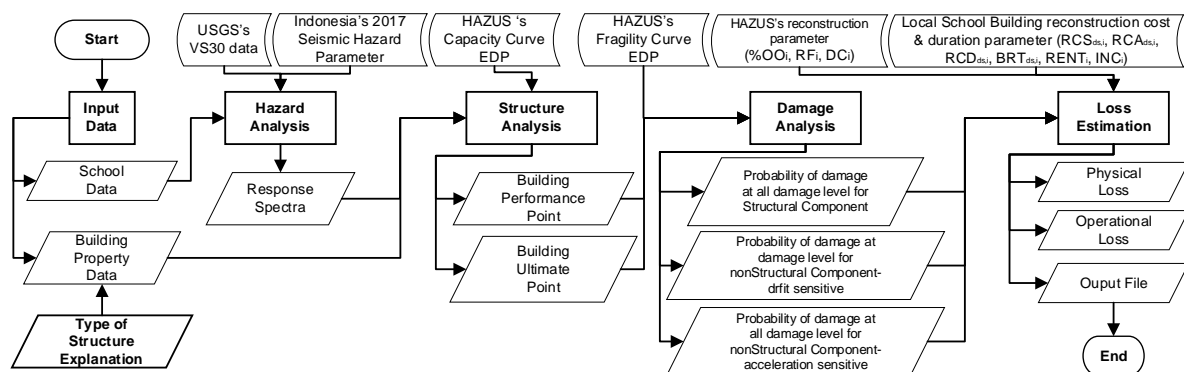 Start
USGS's
VS30 data
Indonesia's 2017
Seismic Hazard
Parameter
HAZUS 's
Capacity Curve
EDP
HAZUS's
Fragility Curve
EDP
HAZUS's reconstruction
parameter
(%OOi, RFi, DCi)
Local School Building reconstruction cost
& duration parameter (RCSds,i, RCAds,i,
RCDds,i, BRTds,i, RENTi, INCi)
Input
Data
Hazard
Analysis
Structure
Analysis
Damage
Analysis
Loss
Estimation
School
Data
Response
Spectra
Building
Property
Data
Type of
Structure
Explanation
Building
Performance
Point
Building
Ultimate
Point
Probability of damage
at all damage level for
Structural Component
Probability of damage at
damage level for
nonStructural Component-
drfit sensitive
Probability of damage at
all damage level for
nonStructural Component-
acceleration sensitive
Physical
Loss
Operational
Loss
Ouput File
End